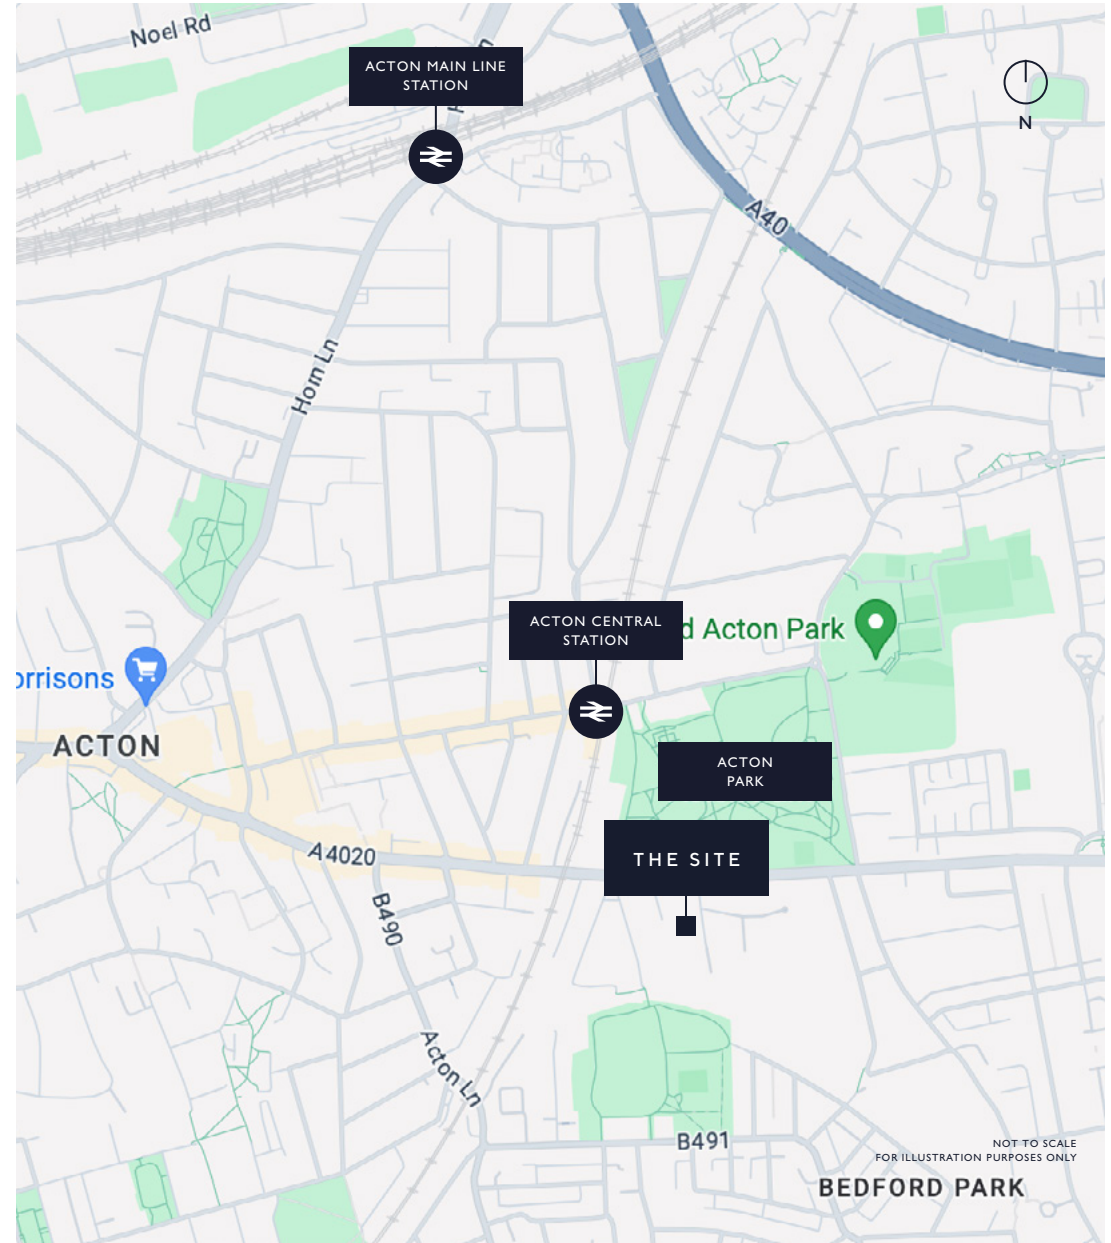 Noel Rd
ACTON MAIN LINE
STATION
N
A40
Horn Ln
ACTON CENTRAL
STATION
d Acton Park
orrisons
ACTON
ACTON
PARK
THE SITE
A4020
B490
Acton Ln
B491
NOT TO SCALE
FOR ILLUSTRATION PURPOSES ONLY
BEDFORD PARK